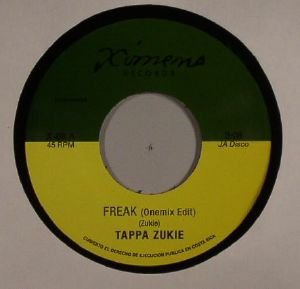 Ximeno
RECORDS
45 RPM
JA Disco
FREAK (Onemix Edit)
(Zukie)
TAPPA ZUKIE
CUBIERTO EL DERECHO DE EJECUCION PUBLICA EN COSTA RICA